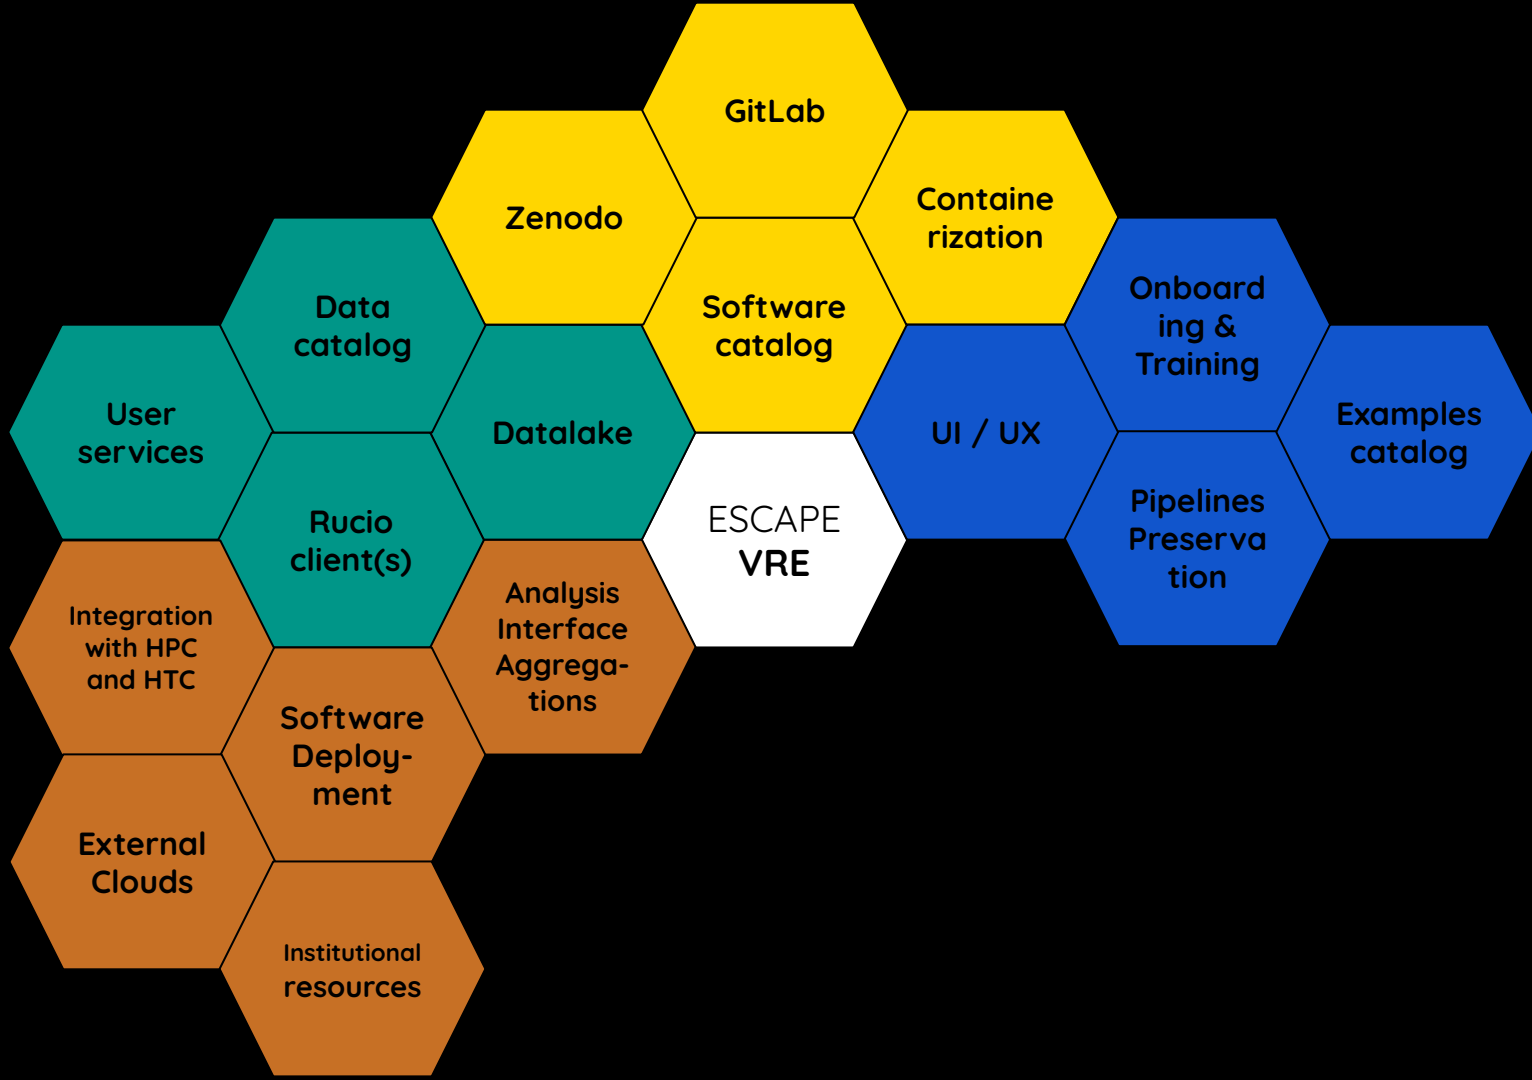 GitLab
Zenodo
Containe
rization
Data
catalog
Software
catalog
Onboard
ing &
Training
User
services
Datalake
UI / UX
Examples
catalog
Rucio
client(s)
ESCAPE
VRE
Pipelines
Preserva
tion
Integration
with HPC
and HTC
Analysis
Interface
Aggrega-
tions
Software
Deploy-
ment
External
Clouds
Institutional
resources